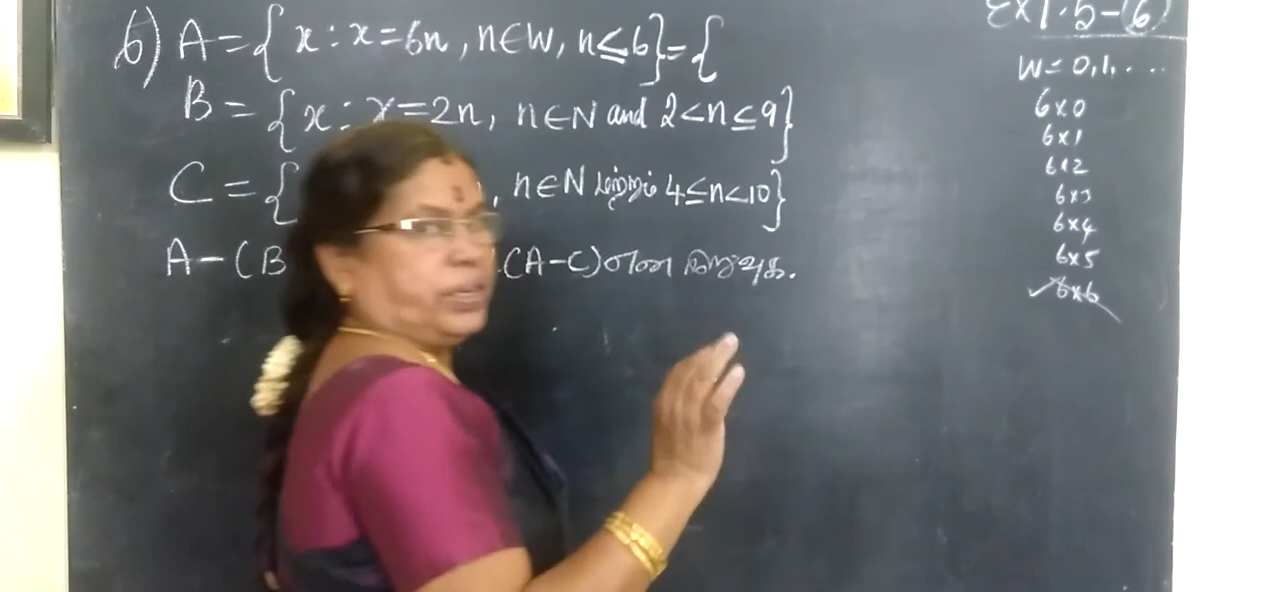 6) A = { x : x = 6n, n ∈ W, n ≤ 6} = {
B = { x : x = 2n, n ∈ N and 2 < n ≤ 9}
C = { , n ∈ N மற்றும் 4 ≤ n < 10}
A - (B (A - C) என நிறுவுக.
Ex 1.5 - (6)
W = 0, 1, . . .
6 x 0
6 x 1
6 x 2
6 x 3
6 x 4
6 x 5
6 x 6